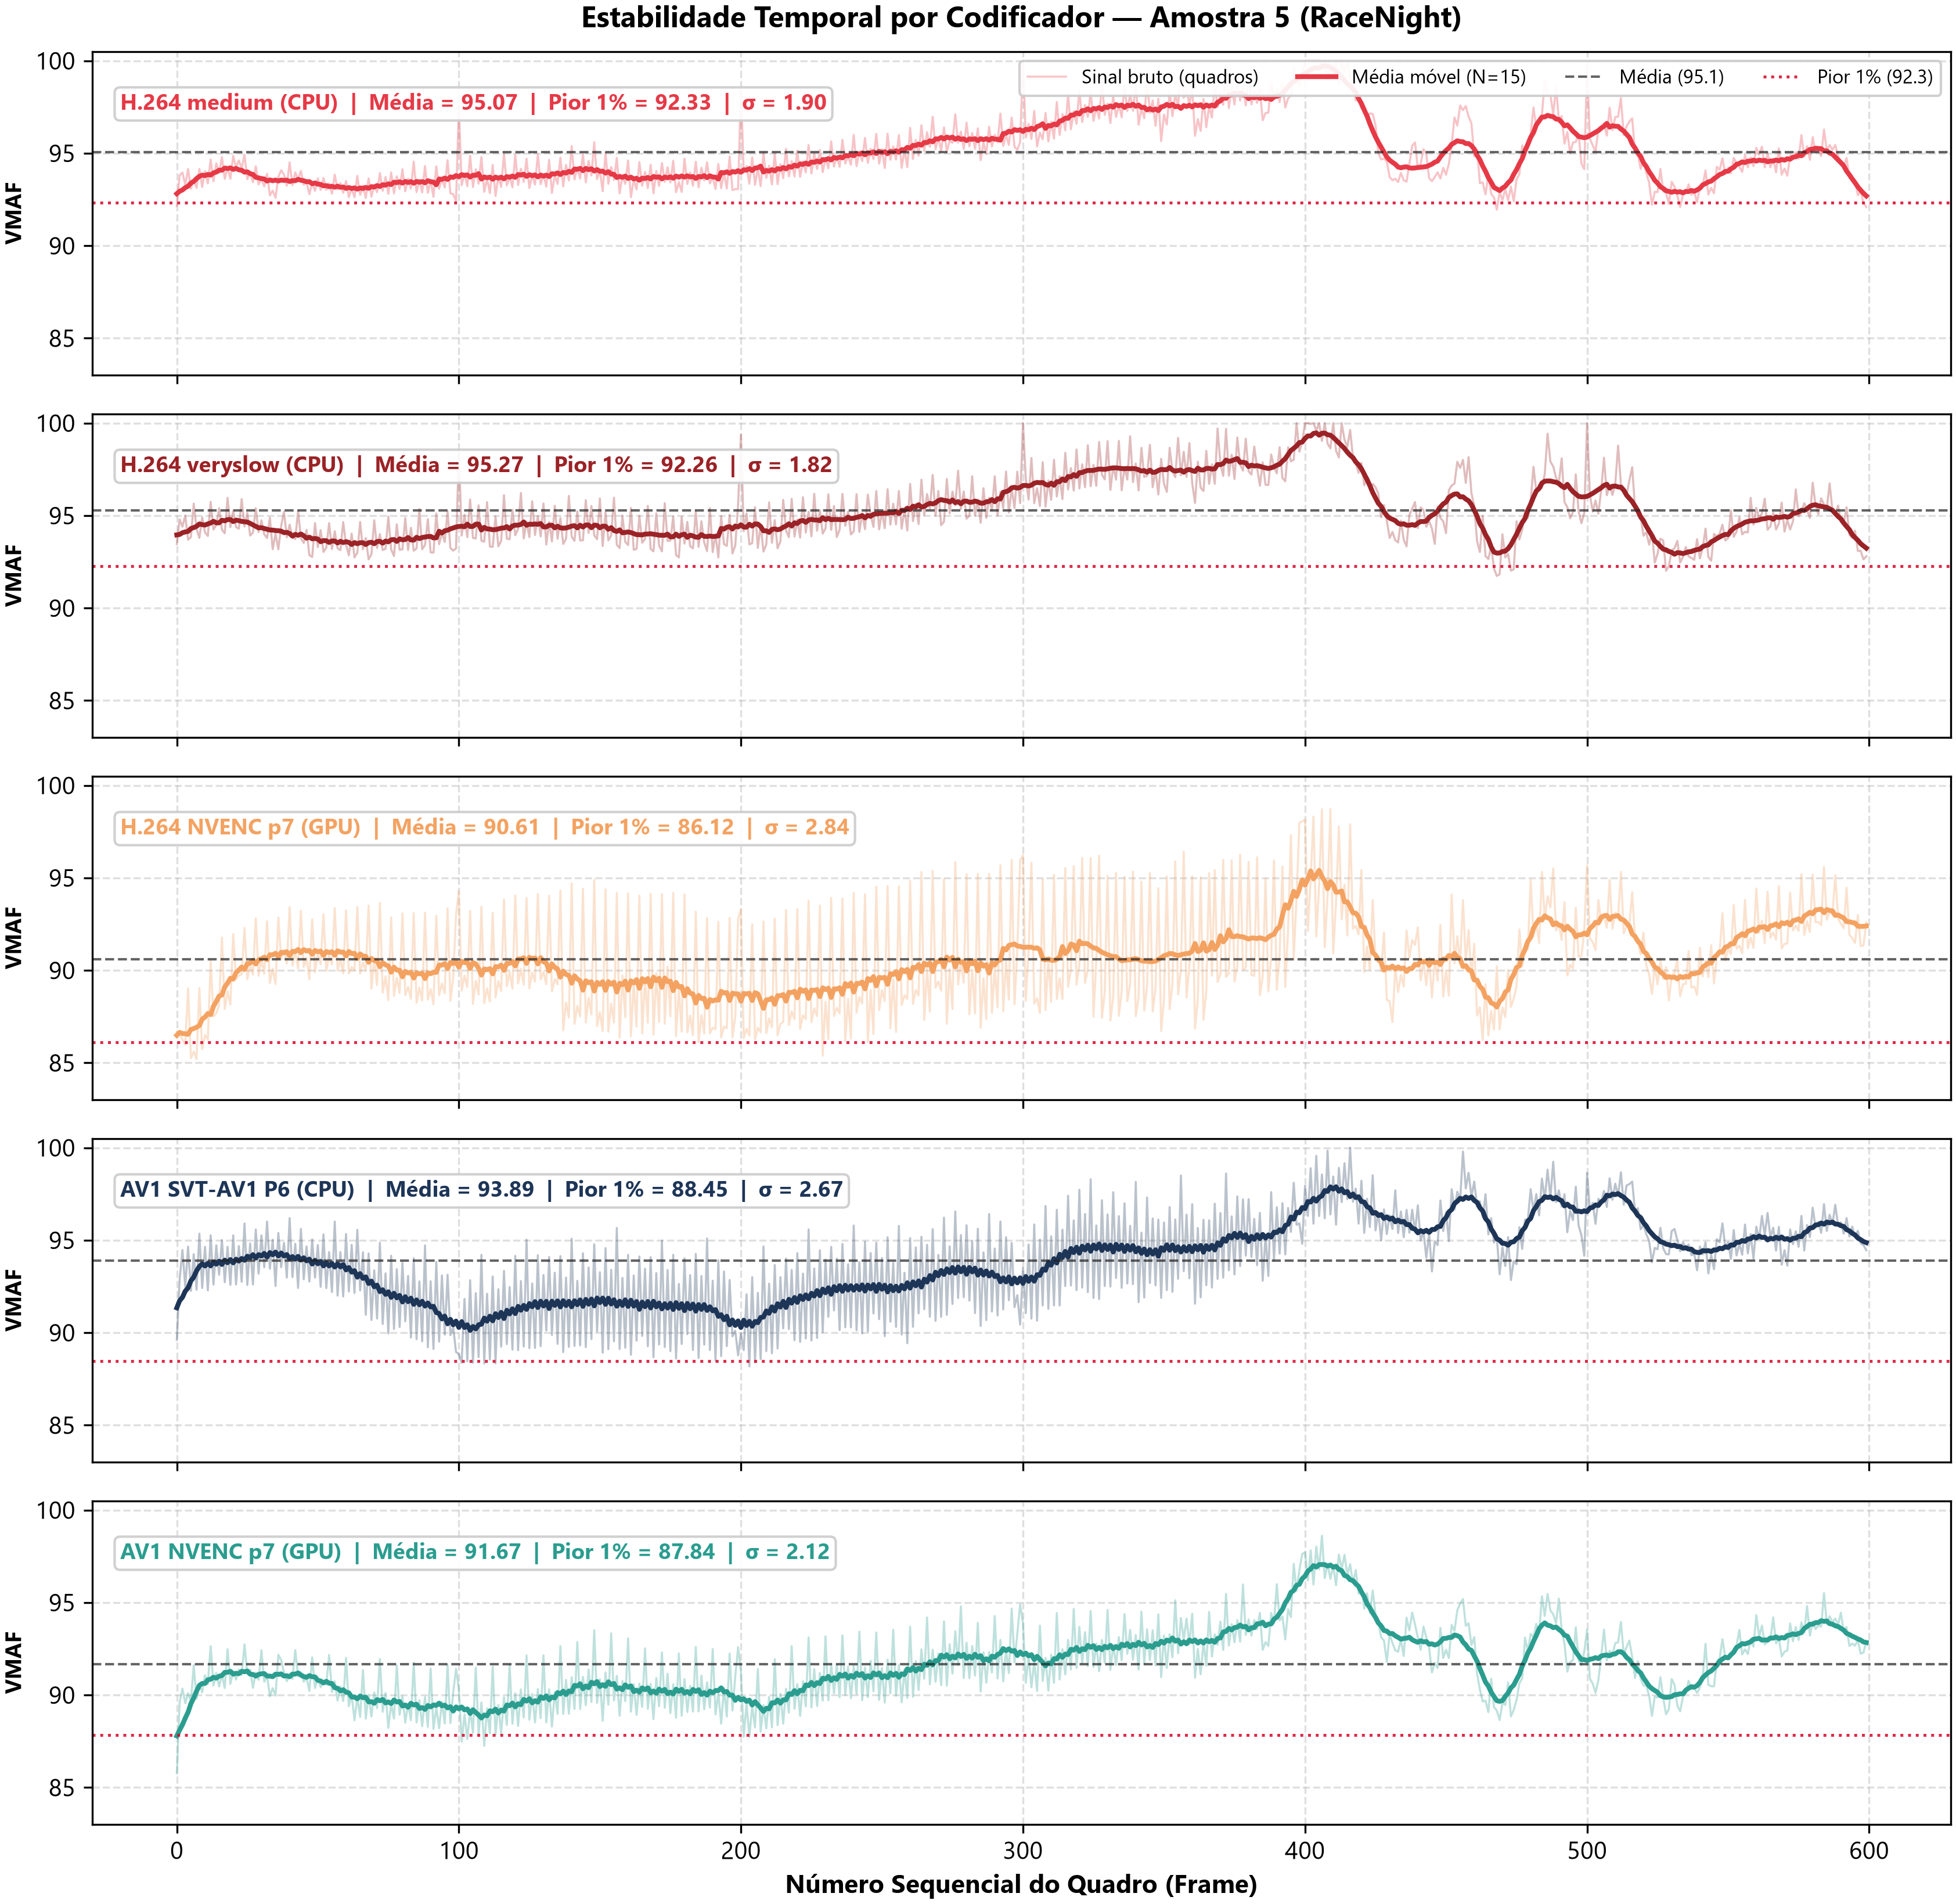 Estabilidade Temporal por Codificador — Amostra 5 (RaceNight)
Sinal bruto (quadros) Média móvel (N=15) Média (95.1) Pior 1% (92.3)
H.264 medium (CPU) | Média = 95.07 | Pior 1% = 92.33 | σ = 1.90
100
95
90
85
VMAF
H.264 veryslow (CPU) | Média = 95.27 | Pior 1% = 92.26 | σ = 1.82
100
95
90
85
VMAF
H.264 NVENC p7 (GPU) | Média = 90.61 | Pior 1% = 86.12 | σ = 2.84
100
95
90
85
VMAF
AV1 SVT-AV1 P6 (CPU) | Média = 93.89 | Pior 1% = 88.45 | σ = 2.67
100
95
90
85
VMAF
AV1 NVENC p7 (GPU) | Média = 91.67 | Pior 1% = 87.84 | σ = 2.12
100
95
90
85
VMAF
0 100 200 300 400 500 600
Número Sequencial do Quadro (Frame)